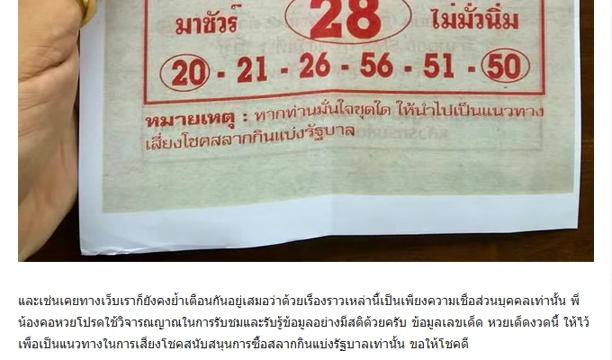 มาชัวร์ 28 ไม่มั่วนิ่ม
20 - 21 - 26 - 56 - 51 - 50
หมายเหตุ : หากท่านมั่นใจชุดใด ให้นำไปเป็นแนวทาง
เสี่ยงโชคสลากกินแบ่งรัฐบาล
และเช่นเคยทางเว็บเราก็ยังคงย้ำเตือนกันอยู่เสมอว่าด้วยเรื่องราวเหล่านี้เป็นเพียงความเชื่อส่วนบุคคลเท่านั้น พี่
น้องคอหวยโปรดใช้วิจารณญาณในการรับชมและรับรู้ข้อมูลอย่างมีสติด้วยครับ ข้อมูลเลขเด็ด หวยเด็ดงวดนี้ ให้ไว้
เพื่อเป็นแนวทางในการเสี่ยงโชคสนับสนุนการซื้อสลากกินแบ่งรัฐบาลเท่านั้น ขอให้โชคดี